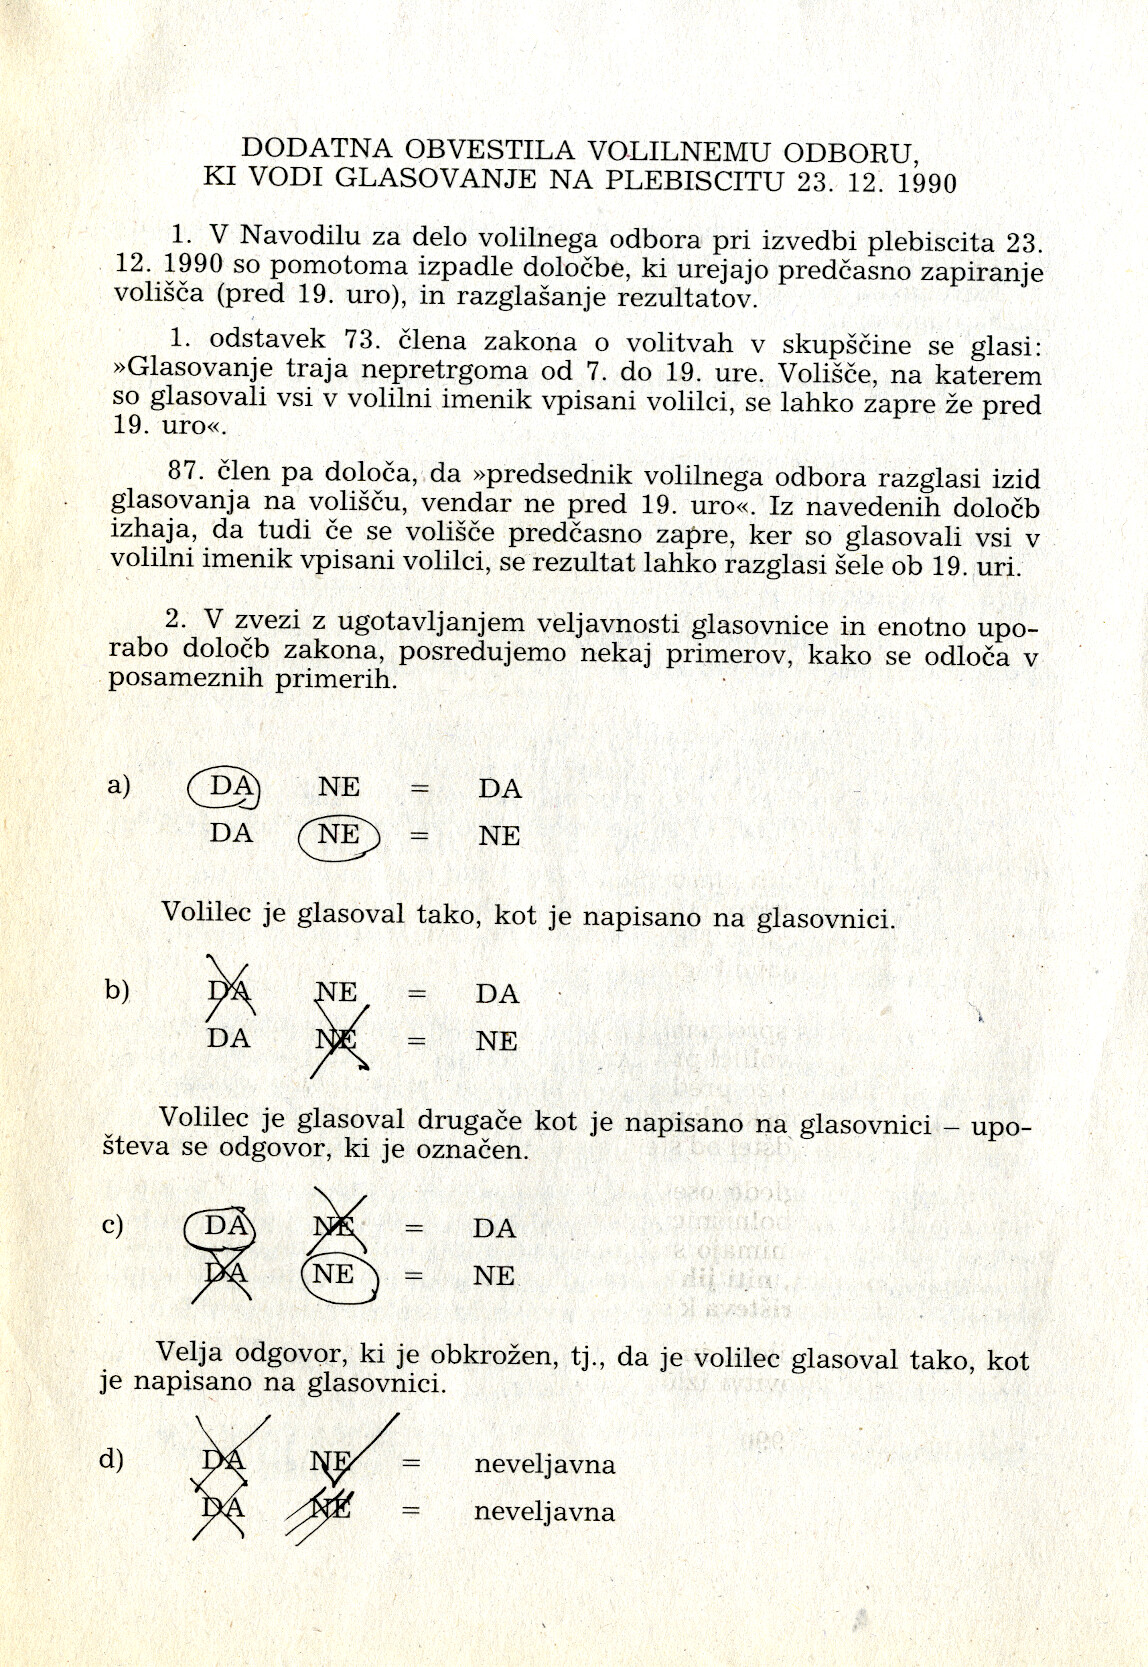 DODATNA OBVESTILA VOLILNEMU ODBORU,
KI VODI GLASOVANJE NA PLEBISCITU 23. 12. 1990
1. V Navodilu za delo volilnega odbora pri izvedbi plebiscita 23.
12. 1990 so pomotoma izpadle določbe, ki urejajo predčasno zapiranje
volišča (pred 19. uro), in razglašanje rezultatov.
1. odstavek 73. člena zakona o volitvah v skupščine se glasi:
»Glasovanje traja nepretrgoma od 7. do 19. ure. Volišče, na katerem
so glasovali vsi v volilni imenik vpisani volilci, se lahko zapre že pred
19. uro«.
87. člen pa določa, da »predsednik volilnega odbora razglasi izid
glasovanja na volišču, vendar ne pred 19. uro«. Iz navedenih določb
izhaja, da tudi če se volišče predčasno zapre, ker so glasovali vsi v
volilni imenik vpisani volilci, se rezultat lahko razglasi šele ob 19. uri.
2. V zvezi z ugotavljanjem veljavnosti glasovnice in enotno upo-
rabo določb zakona, posredujemo nekaj primerov, kako se odloča v
posameznih primerih.
a) DA NE = DA
DA NE = NE
Volilec je glasoval tako, kot je napisano na glasovnici.
b) DA NE = DA
DA NE = NE
Volilec je glasoval drugače kot je napisano na glasovnici – upo-
števa se odgovor, ki je označen.
c) DA NE = DA
DA NE = NE
Velja odgovor, ki je obkrožen, tj., da je volilec glasoval tako, kot
je napisano na glasovnici.
d) DA NE = neveljavna
DA NE = neveljavna